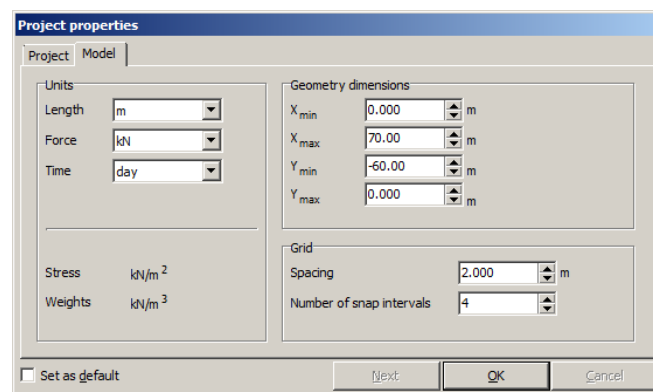 Project properties
Project Model
Units
Length m
Force kN
Time day
Stress kN/m 2
Weights kN/m 3
Geometry dimensions
X min 0.000 m
X max 70.00 m
Y min -60.00 m
Y max 0.000 m
Grid
Spacing 2.000 m
Number of snap intervals 4
Set as default Next OK Cancel